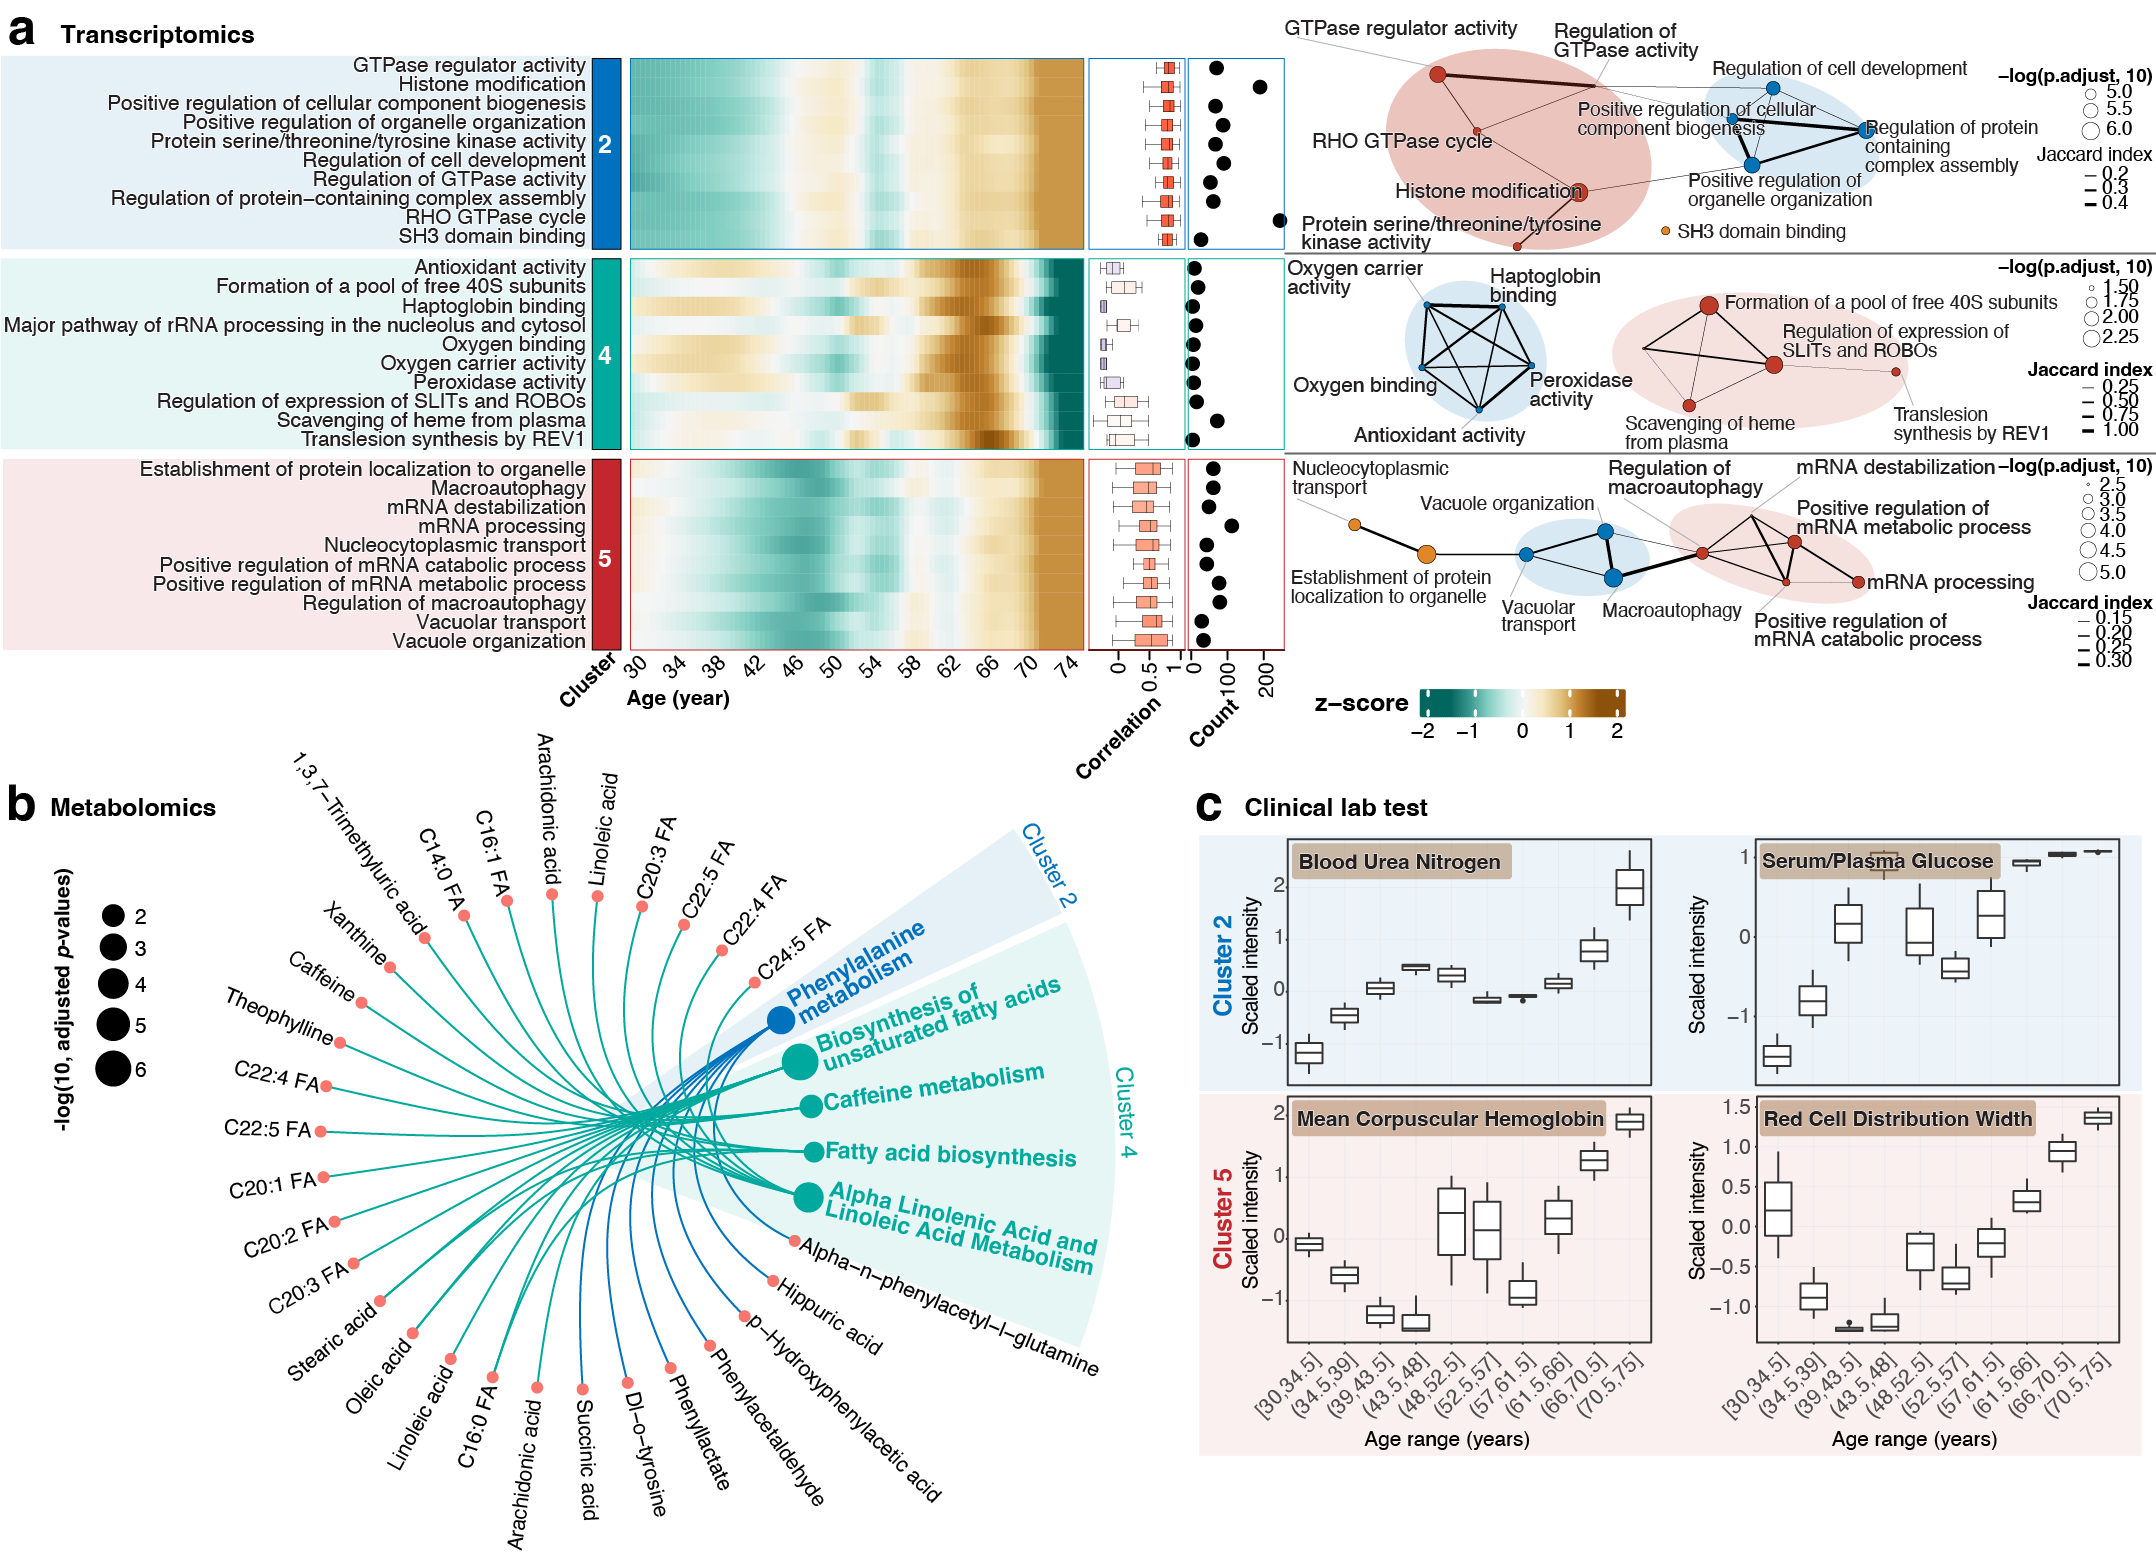 a Transcriptomics
GTPase regulator activity
Histone modification
Positive regulation of cellular component biogenesis
Positive regulation of organelle organization
Protein serine/threonine/tyrosine kinase activity
Regulation of cell development
Regulation of GTPase activity
Regulation of protein−containing complex assembly
RHO GTPase cycle
SH3 domain binding
2
Antioxidant activity
Formation of a pool of free 40S subunits
Haptoglobin binding
Major pathway of rRNA processing in the nucleolus and cytosol
Oxygen binding
Oxygen carrier activity
Peroxidase activity
Regulation of expression of SLITs and ROBOs
Scavenging of heme from plasma
Translesion synthesis by REV1
4
Establishment of protein localization to organelle
Macroautophagy
mRNA destabilization
mRNA processing
Nucleocytoplasmic transport
Positive regulation of mRNA catabolic process
Positive regulation of mRNA metabolic process
Regulation of macroautophagy
Vacuolar transport
Vacuole organization
5
Cluster
30 34 38 42 46 50 54 58 62 66 70 74
Age (year)
0 0.5 1
Correlation
0 100 200
Count
GTPase regulator activity
Regulation of
GTPase activity
Regulation of cell development
Positive regulation of cellular
component biogenesis
RHO GTPase cycle
Regulation of protein
containing
complex assembly
Histone modification
Positive regulation of
organelle organization
Protein serine/threonine/tyrosine
kinase activity
SH3 domain binding
−log(p.adjust, 10)
5.0
5.5
6.0
Jaccard index
0.2
0.3
0.4
Oxygen carrier
activity
Haptoglobin
binding
Oxygen binding
Peroxidase
activity
Antioxidant activity
Formation of a pool of free 40S subunits
Regulation of expression of
SLITs and ROBOs
Scavenging of heme
from plasma
Translesion
synthesis by REV1
−log(p.adjust, 10)
1.50
1.75
2.00
2.25
Jaccard index
0.25
0.50
0.75
1.00
Nucleocytoplasmic
transport
Vacuole organization
Regulation of
macroautophagy
mRNA destabilization
Positive regulation of
mRNA metabolic process
Establishment of protein
localization to organelle
Vacuolar
transport
Macroautophagy
mRNA processing
Positive regulation of
mRNA catabolic process
−log(p.adjust, 10)
2.5
3.0
3.5
4.0
4.5
5.0
Jaccard index
0.15
0.20
0.25
0.30
z−score
−2 −1 0 1 2
b Metabolomics
-log(10, adjusted p-values)
2
3
4
5
6
1,3,7−Trimethyluric acid
C14:0 FA
C16:1 FA
Arachidonic acid
Linoleic acid
C20:3 FA
C22:5 FA
C22:4 FA
C24:5 FA
Xanthine
Caffeine
Theophylline
C22:4 FA
C22:5 FA
C20:1 FA
C20:2 FA
C20:3 FA
Stearic acid
Oleic acid
Linoleic acid
C16:0 FA
Arachidonic acid
Succinic acid
Dl−o−tyrosine
Phenyllactate
Phenylacetaldehyde
p−Hydroxyphenylacetic acid
Hippuric acid
Alpha−n−phenylacetyl−l−glutamine
Cluster 2
Phenylalanine
metabolism
Biosynthesis of
unsaturated fatty acids
Caffeine metabolism
Fatty acid biosynthesis
Alpha Linolenic Acid and
Linoleic Acid Metabolism
Cluster 4
c Clinical lab test
Cluster 2
Scaled intensity
Blood Urea Nitrogen
2
1
0
−1
Scaled intensity
Serum/Plasma Glucose
1
0
−1
Cluster 5
Scaled intensity
Mean Corpuscular Hemoglobin
2
1
0
−1
Scaled intensity
Red Cell Distribution Width
1.5
1.0
0.5
0.0
−0.5
−1.0
[30,34.5] (34.5,39] (39,43.5] (43.5,48] (48,52.5] (52.5,57] (57,61.5] (61.5,66] (66,70.5] (70.5,75]
Age range (years)
[30,34.5] (34.5,39] (39,43.5] (43.5,48] (48,52.5] (52.5,57] (57,61.5] (61.5,66] (66,70.5] (70.5,75]
Age range (years)